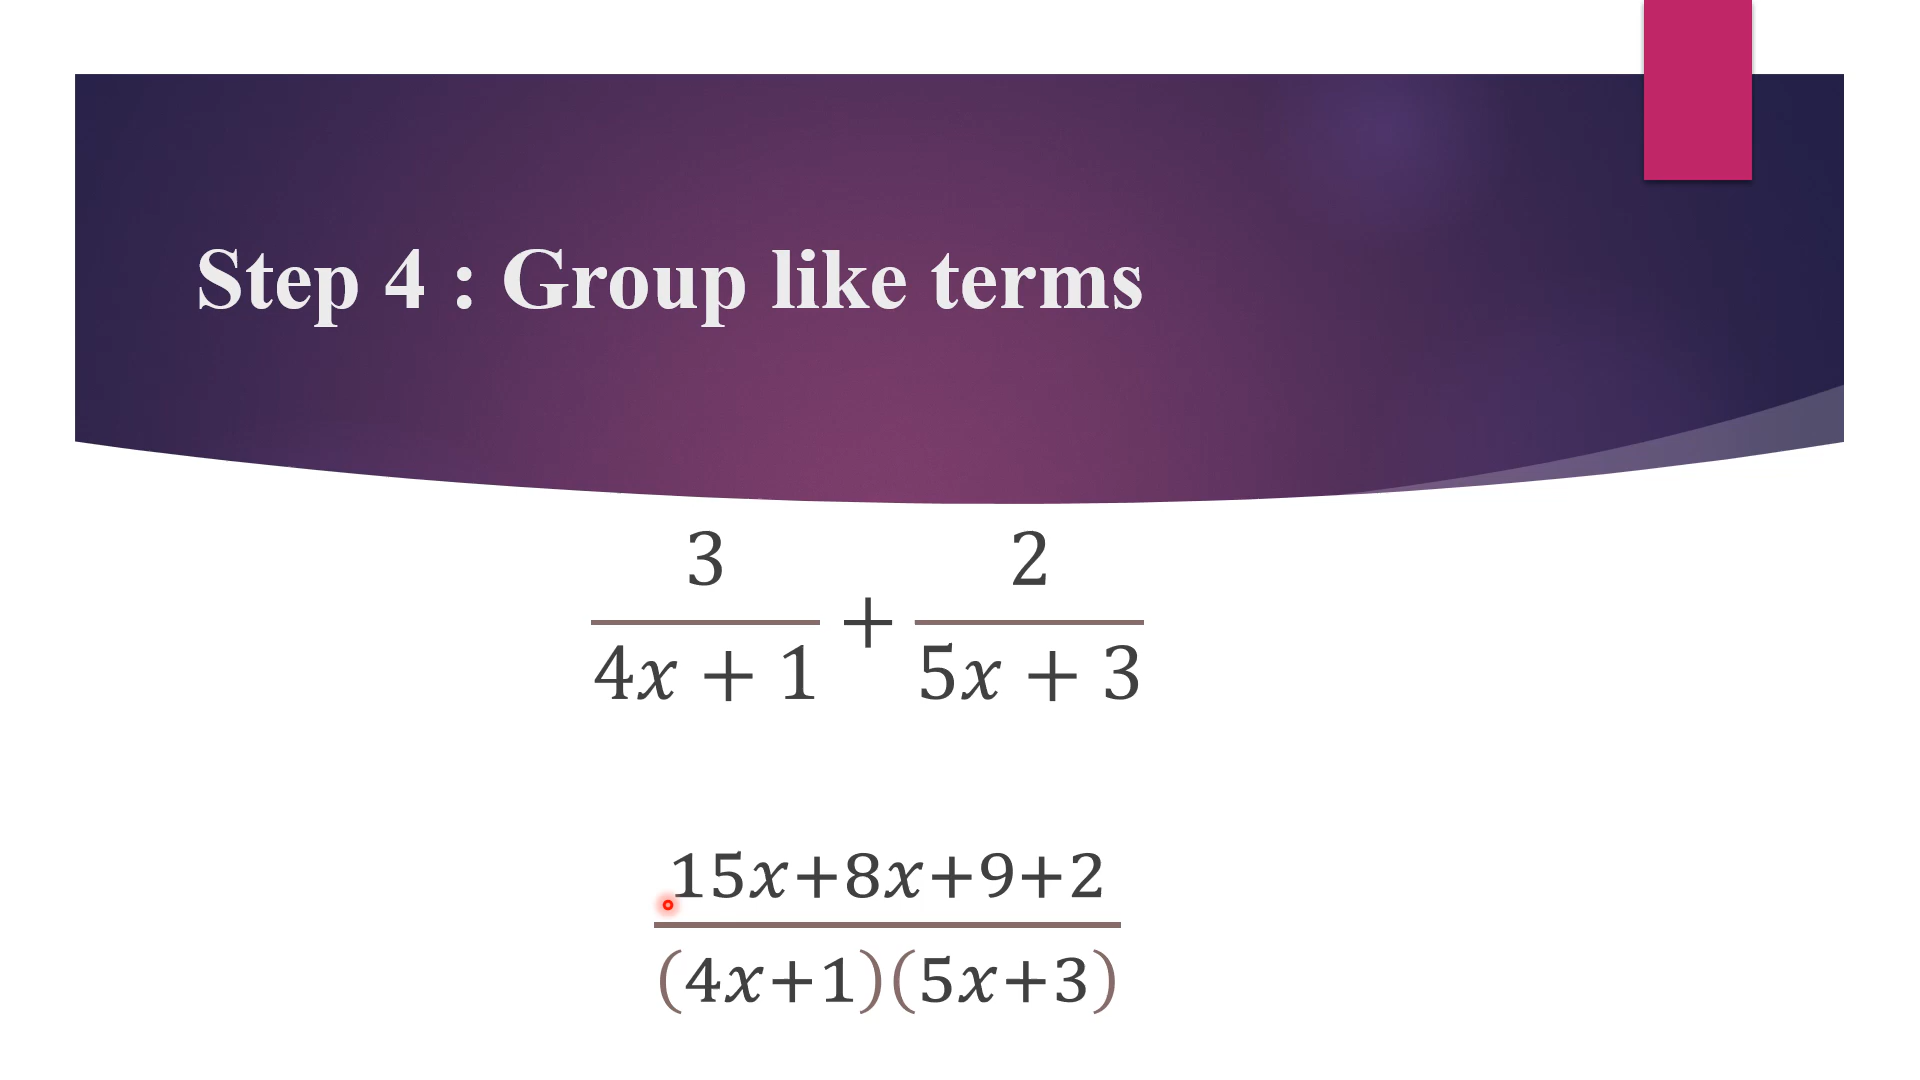 Step 4 : Group like terms
3/(4x + 1) + 2/(5x + 3)
(15x+8x+9+2)/((4x+1)(5x+3))